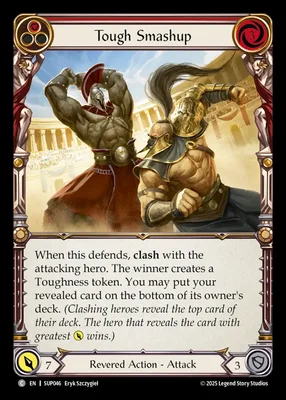 Tough Smashup
When this defends, clash with the
attacking hero. The winner creates a
Toughness token. You may put your
revealed card on the bottom of its owner's
deck. (Clashing heroes reveal the top card of
their deck. The hero that reveals the card with
greatest wins.)
7 Revered Action - Attack 3
C EN | SUP046 Eryk Szczygieł © 2025 Legend Story Studios